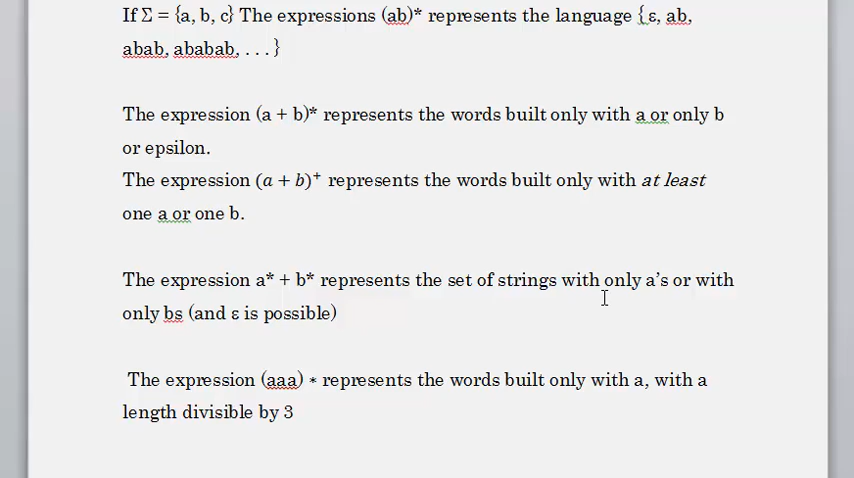 If Σ = {a, b, c} The expressions (ab)* represents the language { ε, ab,
abab, ababab, . . . }
The expression (a + b)* represents the words built only with a or only b
or epsilon.
The expression (a + b)⁺ represents the words built only with at least
one a or one b.
The expression a* + b* represents the set of strings with only a’s or with
only bs (and ε is possible)
The expression (aaa) * represents the words built only with a, with a
length divisible by 3